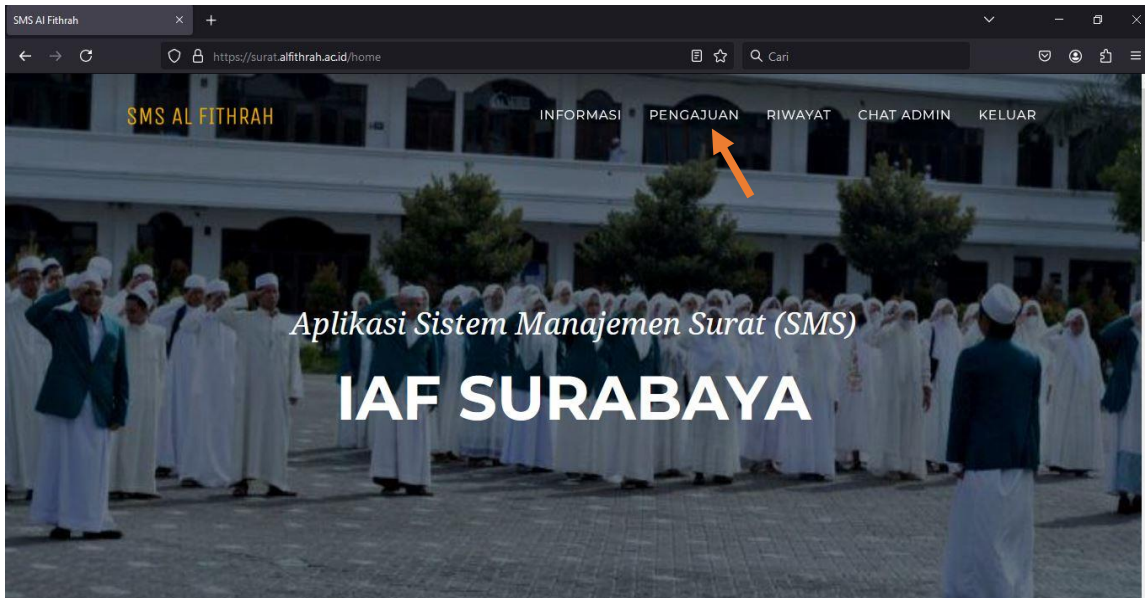 SMS Al Fithrah
https://surat.alfithrah.ac.id/home
Cari
SMS AL FITHRAH
INFORMASI PENGAJUAN RIWAYAT CHAT ADMIN KELUAR
Aplikasi Sistem Manajemen Surat (SMS)
IAF SURABAYA